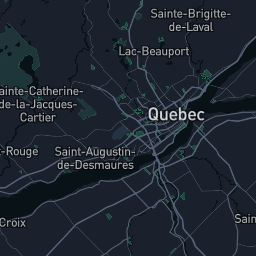 Sainte-Brigitte-
de-Laval
Lac-Beauport
ainte-Catherine-
de-la-Jacques-
Cartier
Quebec
-Rouge
Saint-Augustin-
de-Desmaures
Croix
Sain